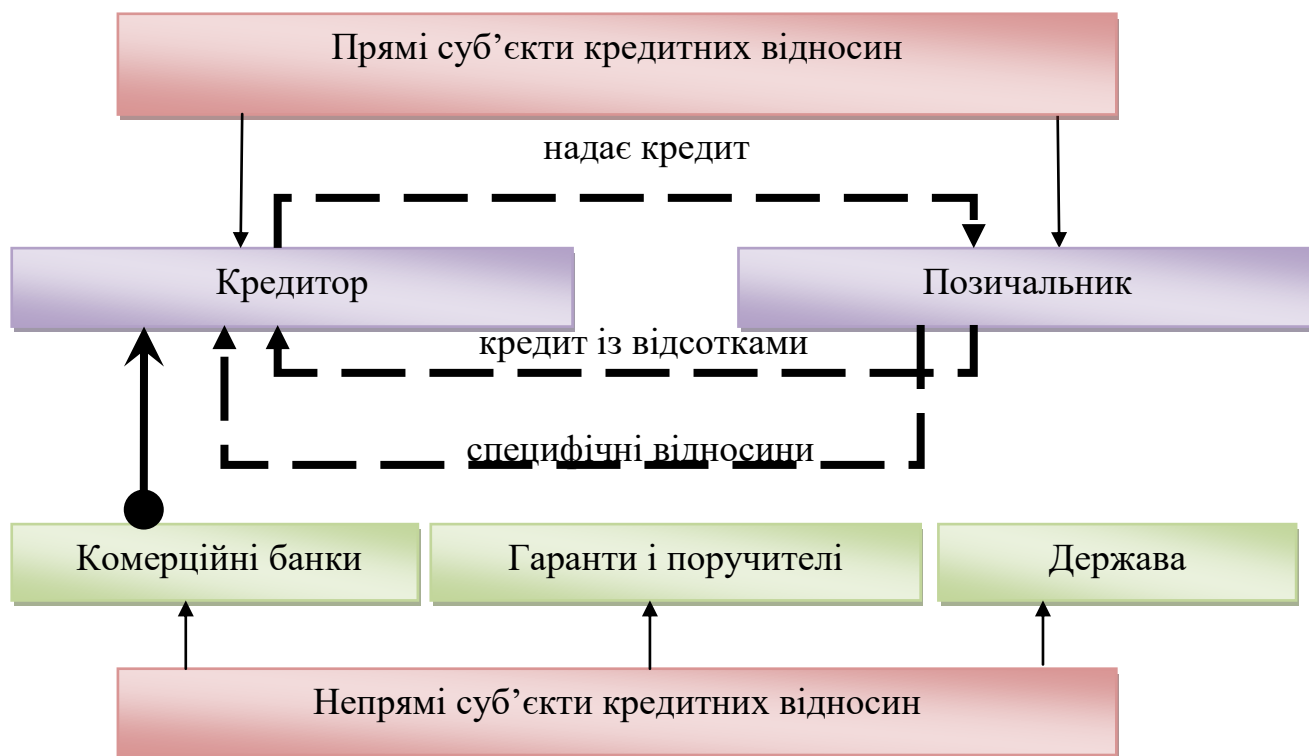 Прямі суб’єкти кредитних відносин
надає кредит
Кредитор
Позичальник
кредит із відсотками
специфічні відносини
Комерційні банки
Гаранти і поручителі
Держава
Непрямі суб’єкти кредитних відносин